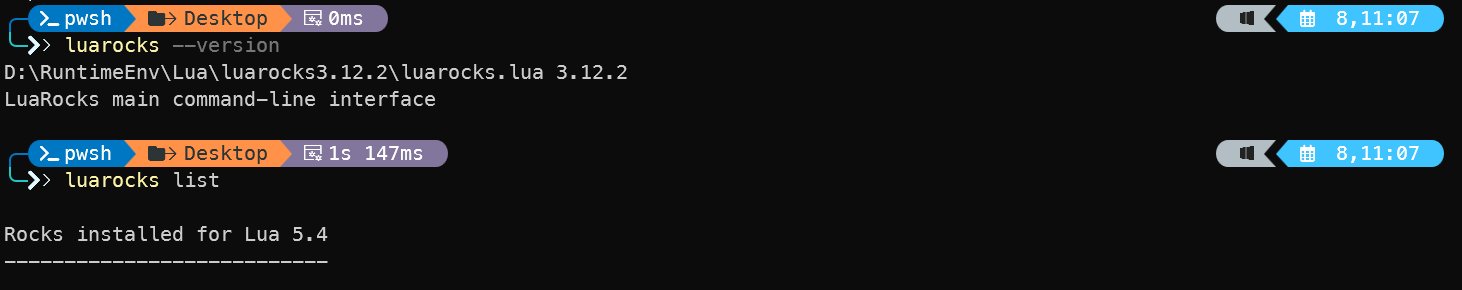 pwsh Desktop 0ms 8,11:07
luarocks --version
D:\RuntimeEnv\Lua\luarocks3.12.2\luarocks.lua 3.12.2
LuaRocks main command-line interface
pwsh Desktop 1s 147ms 8,11:07
luarocks list
Rocks installed for Lua 5.4
---------------------------